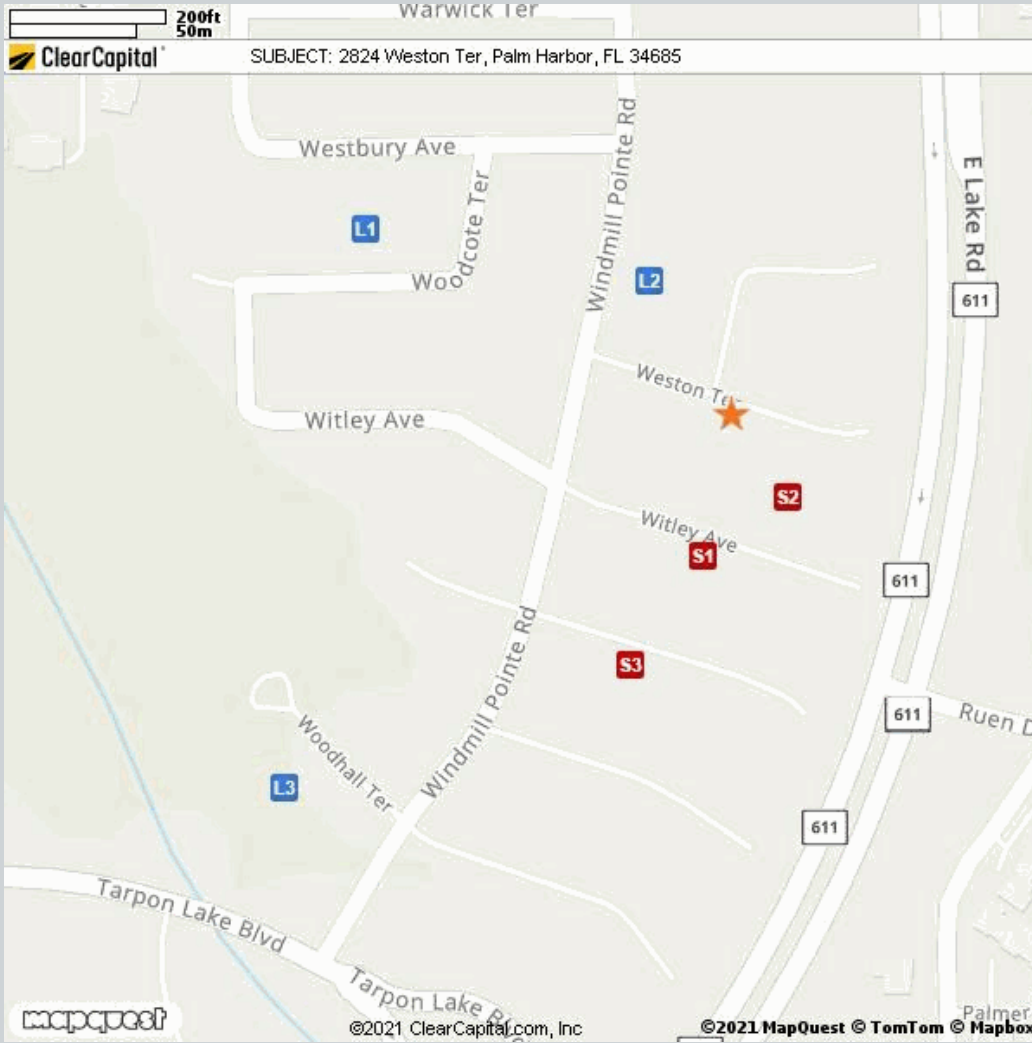 Warwick Ter
200ft
50m
ClearCapital
SUBJECT: 2824 Weston Ter, Palm Harbor, FL 34685
Windmill Pointe Rd
Westbury Ave
E Lake Rd
Woodcote Ter
L1
L2
611
Weston Ter
Witley Ave
S2
Witley Ave
S1
611
Windmill Pointe Rd
S3
611
Ruen D
Woodhall Ter
L3
611
Tarpon Lake Blvd
Tarpon Lake B
Palmer
mapquest
©2021 ClearCapital.com, Inc
©2021 MapQuest © TomTom © Mapbox